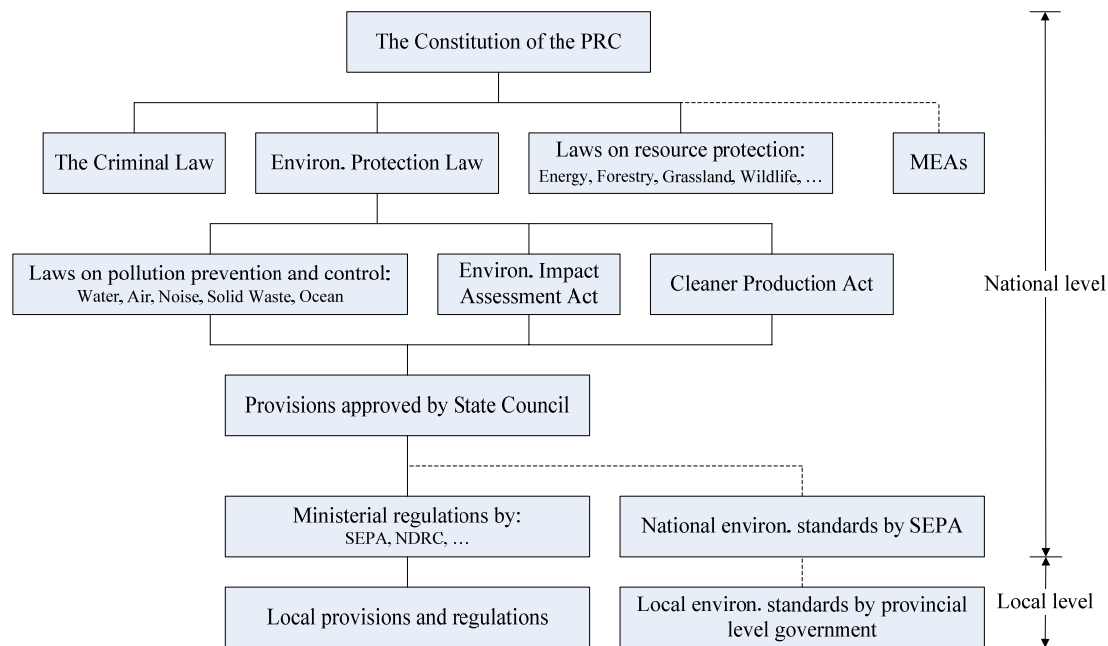 The Constitution of the PRC
The Criminal Law
Environ. Protection Law
Laws on resource protection:
Energy, Forestry, Grassland, Wildlife, …
MEAs
Laws on pollution prevention and control:
Water, Air, Noise, Solid Waste, Ocean
Environ. Impact
Assessment Act
Cleaner Production Act
National level
Provisions approved by State Council
Ministerial regulations by:
SEPA, NDRC, …
National environ. standards by SEPA
Local provisions and regulations
Local environ. standards by provincial
level government
Local level